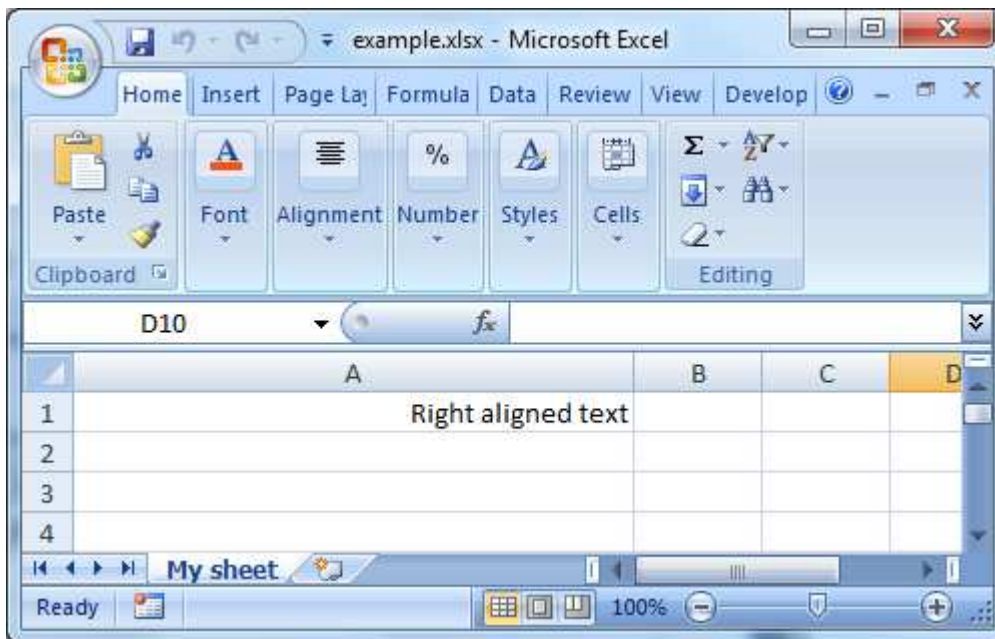 example.xlsx - Microsoft Excel
Home Insert Page Lay Formula Data Review View Develop
Paste Font Alignment Number Styles Cells Σ
Clipboard Editing
D10 fx
A B C D
1 Right aligned text
2
3
4
My sheet
Ready 100%